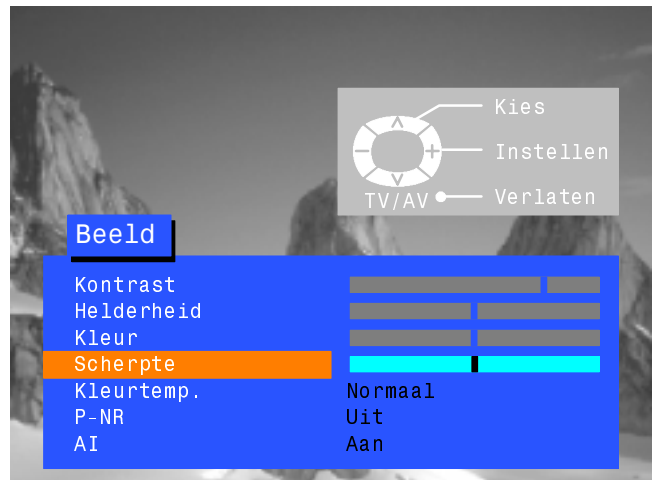 Kies
Instellen
TV/AV Verlaten
Beeld
Kontrast
Helderheid
Kleur
Scherpte
Kleurtemp. Normaal
P-NR Uit
AI Aan